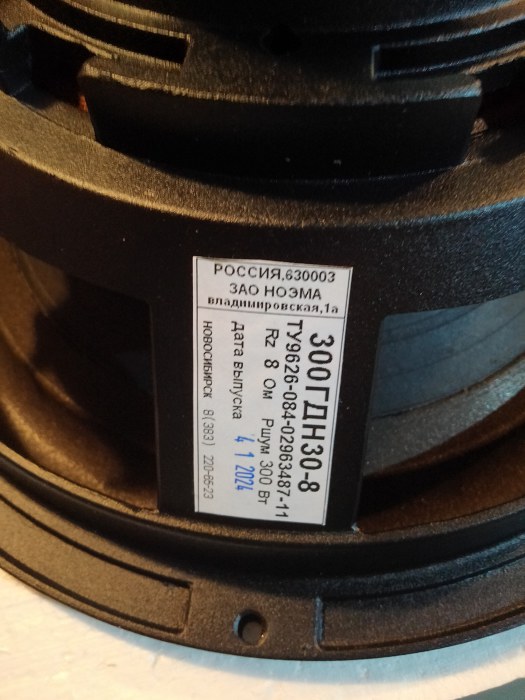 РОССИЯ,630003
ЗАО НОЭМА
владимировская,1а
300ГДН30-8
ТУ9626-084-02963487-11
Rz 8 Ом Ршум 300 Вт
Дата выпуска 4 1 2024
НОВОСИБИРСК 8(383) 220-65-23